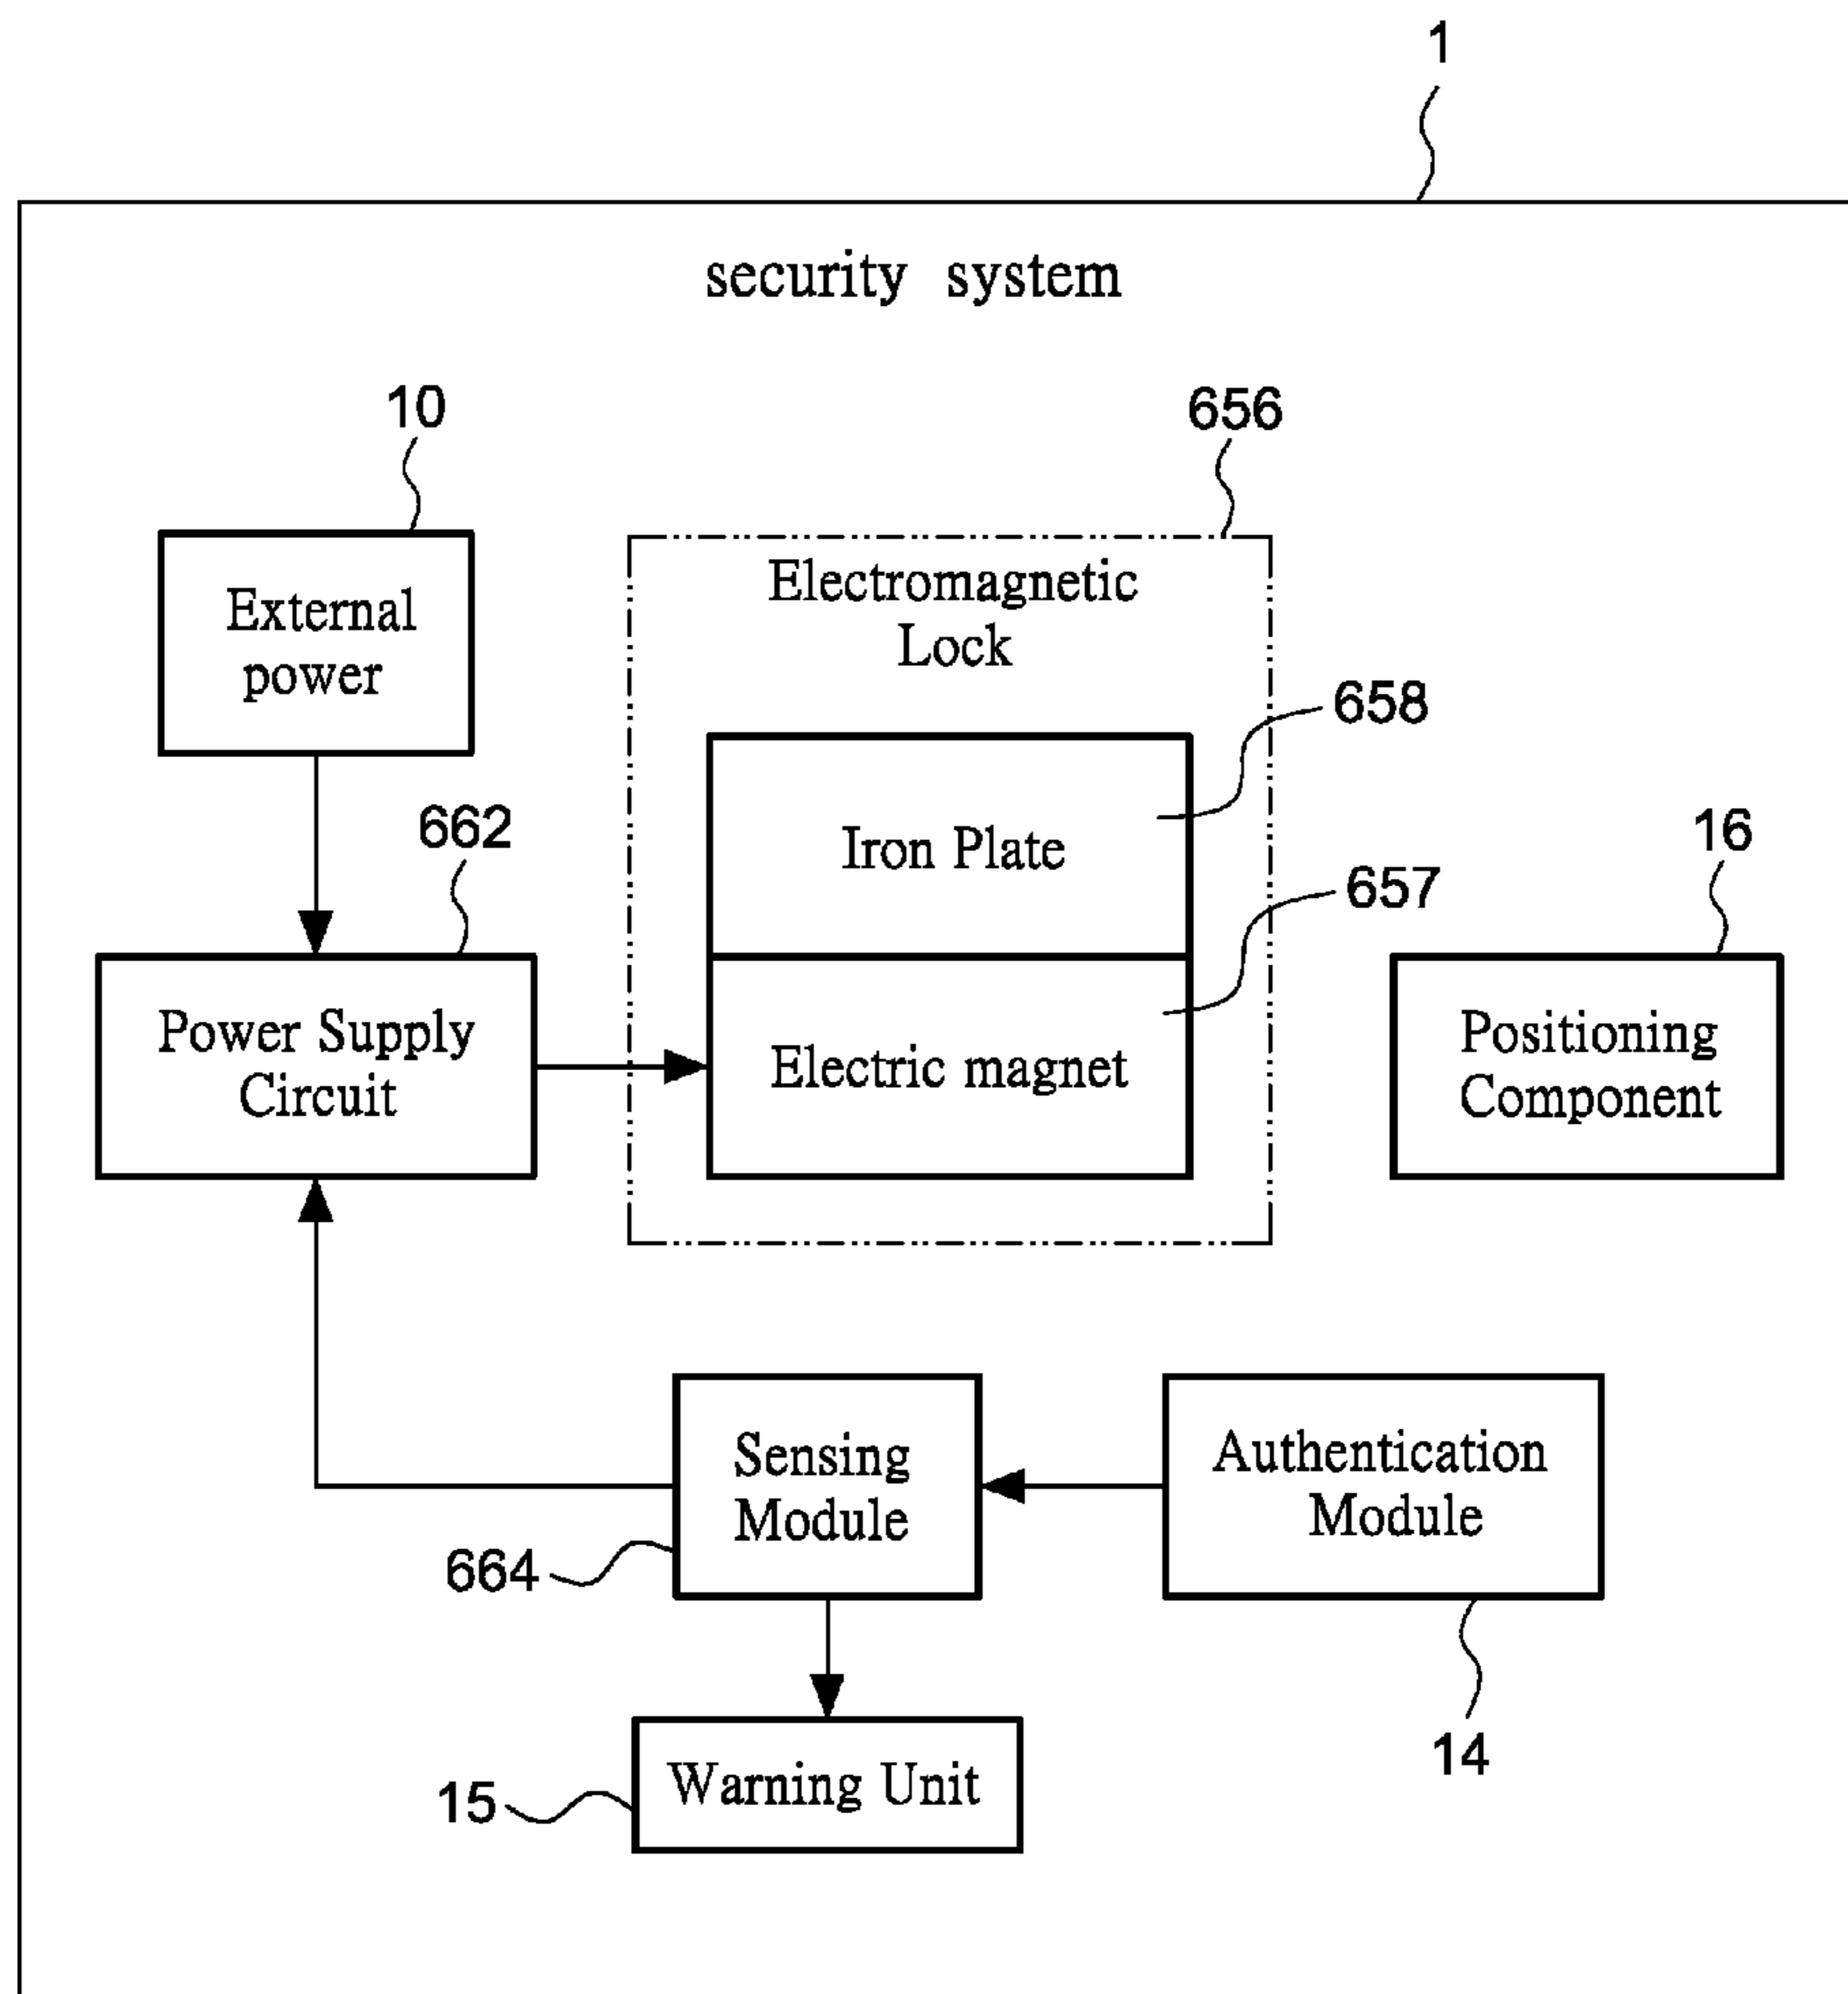 1
security system
10
656
External
power
Electromagnetic
Lock
658
662
Iron Plate
16
657
Power Supply
Circuit
Electric magnet
Positioning
Component
Sensing
Module
Authentication
Module
664
15
Warning Unit
14